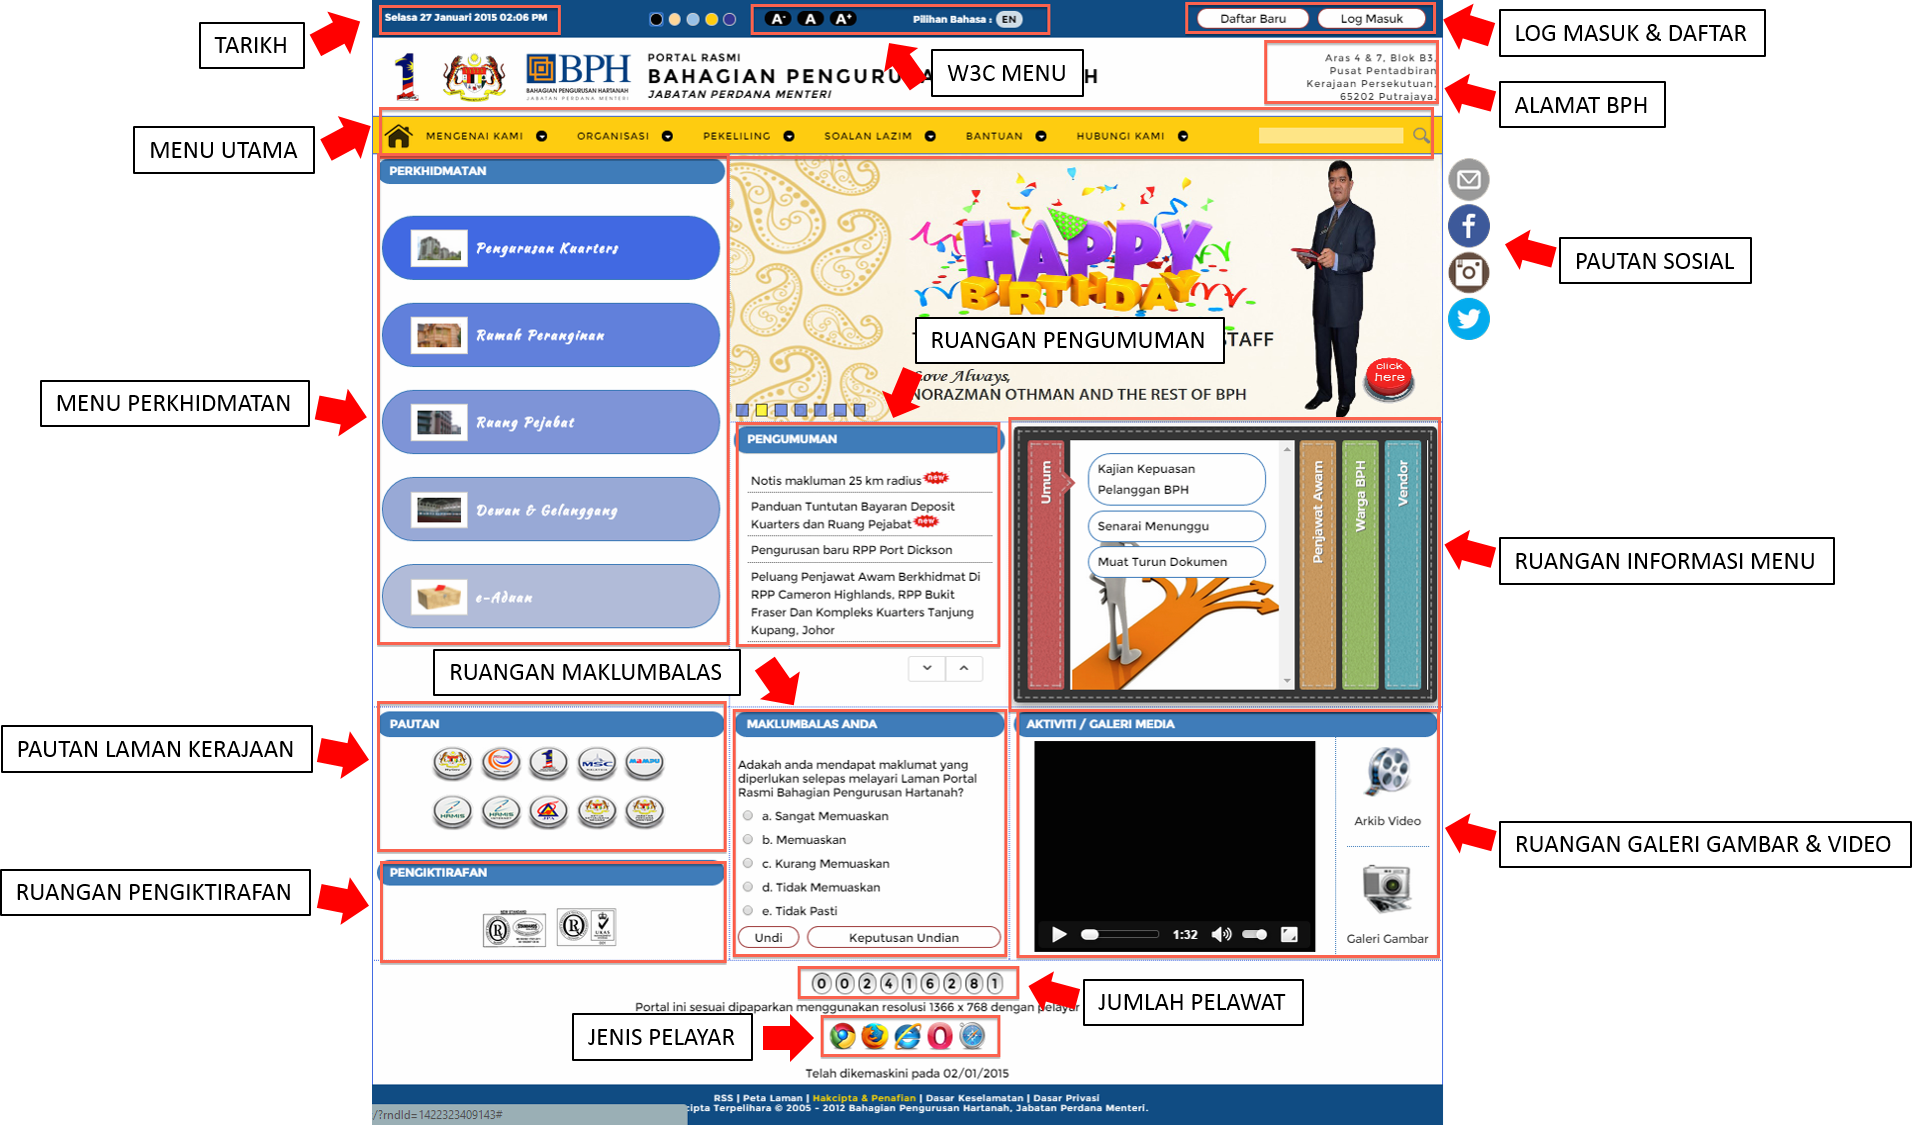 Selasa 27 Januari 2015 02:06 PM
A-
A
A+
Pilihan Bahasa :
EN
Daftar Baru
Log Masuk
TARIKH
W3C MENU
LOG MASUK & DAFTAR
1
BPH
BAHAGIAN PENGURUSAN HARTANAH
JABATAN PERDANA MENTERI
PORTAL RASMI
BAHAGIAN PENGURU
H
JABATAN PERDANA MENTERI
Aras 4 & 7, Blok B3,
Pusat Pentadbiran
Kerajaan Persekutuan,
65202 Putrajaya.
ALAMAT BPH
MENU UTAMA
MENGENAI KAMI
ORGANISASI
PEKELILING
SOALAN LAZIM
BANTUAN
HUBUNGI KAMI
PERKHIDMATAN
Pengurusan Kuarters
Rumah Peranginan
Ruang Pejabat
Dewan & Gelanggang
e-Aduan
MENU PERKHIDMATAN
HAPPY
BIRTHDAY
STAFF
Love Always,
NORAZMAN OTHMAN AND THE REST OF BPH
click
here
PAUTAN SOSIAL
RUANGAN PENGUMUMAN
PENGUMUMAN
Notis makluman 25 km radius new
Panduan Tuntutan Bayaran Deposit
Kuarters dan Ruang Pejabat new
Pengurusan baru RPP Port Dickson
Peluang Penjawat Awam Berkhidmat Di
RPP Cameron Highlands, RPP Bukit
Fraser Dan Kompleks Kuarters Tanjung
Kupang, Johor
Umum
Kajian Kepuasan
Pelanggan BPH
Senarai Menunggu
Muat Turun Dokumen
Penjawat Awam
Warga BPH
Vendor
RUANGAN INFORMASI MENU
RUANGAN MAKLUMBALAS
PAUTAN LAMAN KERAJAAN
PAUTAN
1
MSC
MAMPU
HRMIS
HRMIS
JPA
RUANGAN PENGIKTIRAFAN
PENGIKTIRAFAN
MAKLUMBALAS ANDA
Adakah anda mendapat maklumat yang
diperlukan selepas melayari Laman Portal
Rasmi Bahagian Pengurusan Hartanah?
a. Sangat Memuaskan
b. Memuaskan
c. Kurang Memuaskan
d. Tidak Memuaskan
e. Tidak Pasti
Undi
Keputusan Undian
AKTIVITI / GALERI MEDIA
1:32
Arkib Video
Galeri Gambar
RUANGAN GALERI GAMBAR & VIDEO
002416281
JUMLAH PELAWAT
Portal ini sesuai dipaparkan menggunakan resolusi 1366 x 768 dengan pelayar
JENIS PELAYAR
Telah dikemaskini pada 02/01/2015
RSS | Peta Laman | Hakcipta & Penafian | Dasar Keselamatan | Dasar Privasi
cipta Terpelihara © 2005 - 2012 Bahagian Pengurusan Hartanah, Jabatan Perdana Menteri.
/?rndId=1422323409143#